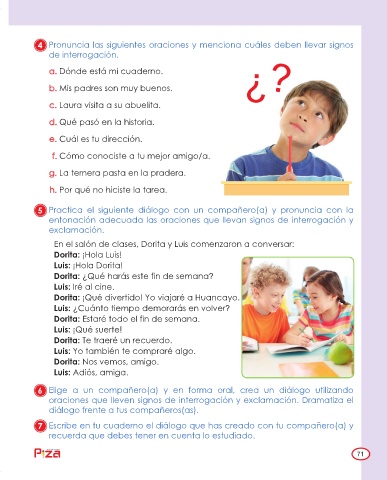 4 Pronuncia las siguientes oraciones y menciona cuáles deben llevar signos
de interrogación.
a. Dónde está mi cuaderno.
¿?
b. Mis padres son muy buenos.
c. Laura visita a su abuelita.
d. Qué pasó en la historia.
e. Cuál es tu dirección.
f. Cómo conociste a tu mejor amigo/a.
g. La ternera pasta en la pradera.
h. Por qué no hiciste la tarea.
5 Practica el siguiente diálogo con un compañero(a) y pronuncia con la
entonación adecuada las oraciones que llevan signos de interrogación y
exclamación.
En el salón de clases, Dorita y Luis comenzaron a conversar:
Dorita: ¡Hola Luis!
Luis: ¡Hola Dorita!
Dorita: ¿Qué harás este fin de semana?
Luis: Iré al cine.
Dorita: ¡Qué divertido! Yo viajaré a Huancayo.
Luis: ¿Cuánto tiempo demorarás en volver?
Dorita: Estaré todo el fin de semana.
Luis: ¡Qué suerte!
Dorita: Te traeré un recuerdo.
Luis: Yo también te compraré algo.
Dorita: Nos vemos, amigo.
Luis: Adiós, amiga.
6 Elige a un compañero(a) y en forma oral, crea un diálogo utilizando
oraciones que lleven signos de interrogación y exclamación. Dramatiza el
diálogo frente a tus compañeros(as).
7 Escribe en tu cuaderno el diálogo que has creado con tu compañero(a) y
recuerda que debes tener en cuenta lo estudiado.
Pizza
71